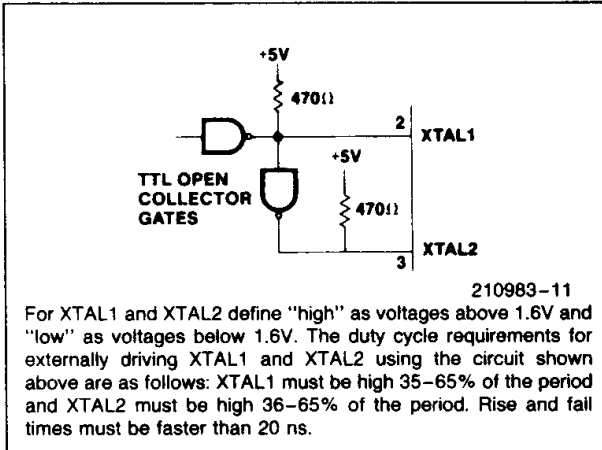 +5V
470Ω
2
XTAL1
+5V
TTL OPEN
COLLECTOR
GATES
470Ω
XTAL2
3
210983-11
For XTAL1 and XTAL2 define "high" as voltages above 1.6V and
"low" as voltages below 1.6V. The duty cycle requirements for
externally driving XTAL1 and XTAL2 using the circuit shown
above are as follows: XTAL1 must be high 35–65% of the period
and XTAL2 must be high 36–65% of the period. Rise and fall
times must be faster than 20 ns.